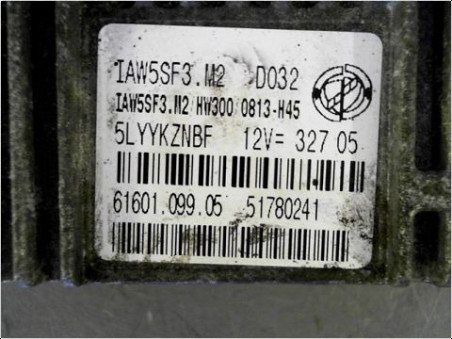 IAW5SF3.M2 D032
IAW5SF3.M2/HW300/0813-H45
5LYYKZNBF 12V= 327 05
61601.099.05 51780241